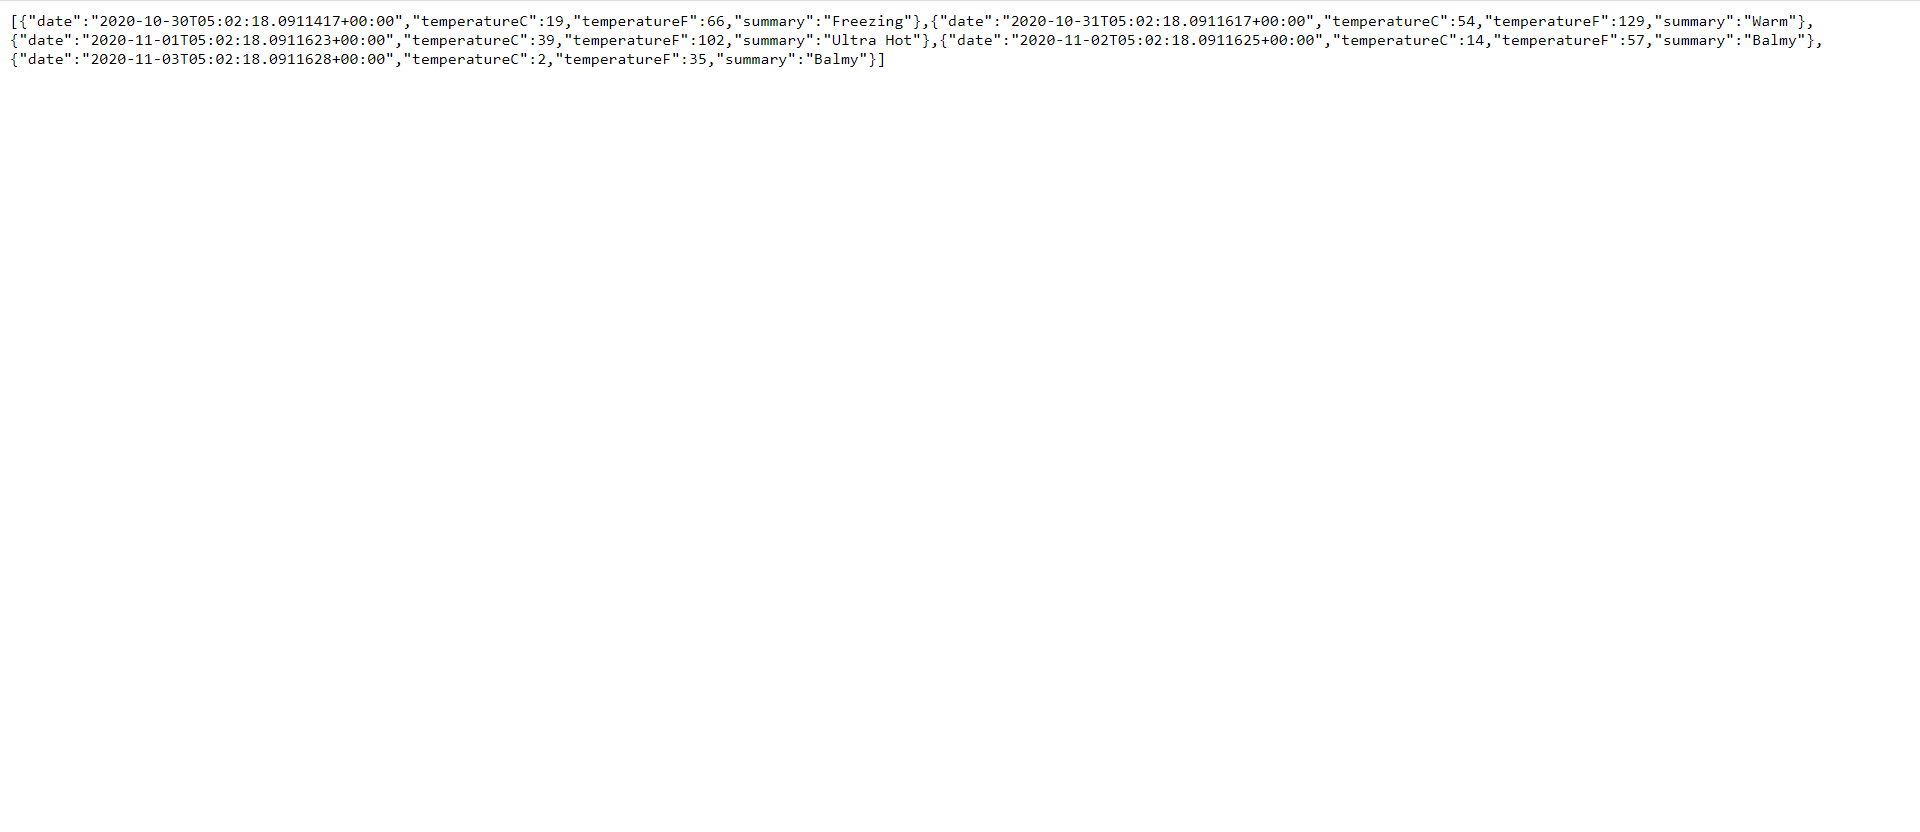 [{"date":"2020-10-30T05:02:18.0911417+00:00","temperatureC":19,"temperatureF":66,"summary":"Freezing"},{"date":"2020-10-31T05:02:18.0911617+00:00","temperatureC":54,"temperatureF":129,"summary":"Warm"},
{"date":"2020-11-01T05:02:18.0911623+00:00","temperatureC":39,"temperatureF":102,"summary":"Ultra Hot"},{"date":"2020-11-02T05:02:18.0911625+00:00","temperatureC":14,"temperatureF":57,"summary":"Balmy"},
{"date":"2020-11-03T05:02:18.0911628+00:00","temperatureC":2,"temperatureF":35,"summary":"Balmy"}]